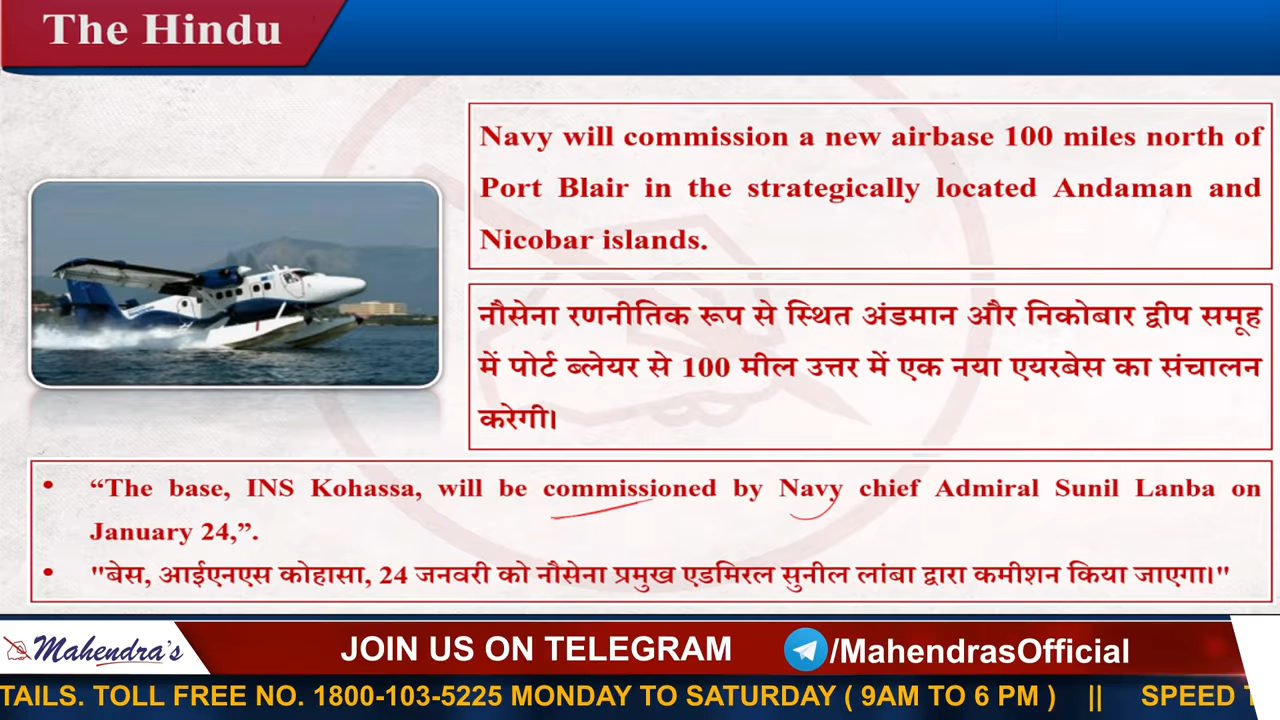 The Hindu
Navy will commission a new airbase 100 miles north of
Port Blair in the strategically located Andaman and
Nicobar islands.
नौसेना रणनीतिक रूप से स्थित अंडमान और निकोबार द्वीप समूह
में पोर्ट ब्लेयर से 100 मील उत्तर में एक नया एयरबेस का संचालन
करेगी।
• “The base, INS Kohassa, will be commissioned by Navy chief Admiral Sunil Lanba on
January 24,”.
• "बेस, आईएनएस कोहासा, 24 जनवरी को नौसेना प्रमुख एडमिरल सुनील लांबा द्वारा कमीशन किया जाएगा।"
Mahendra's
JOIN US ON TELEGRAM
/MahendrasOfficial
TAILS. TOLL FREE NO. 1800-103-5225 MONDAY TO SATURDAY ( 9AM TO 6 PM ) || SPEED